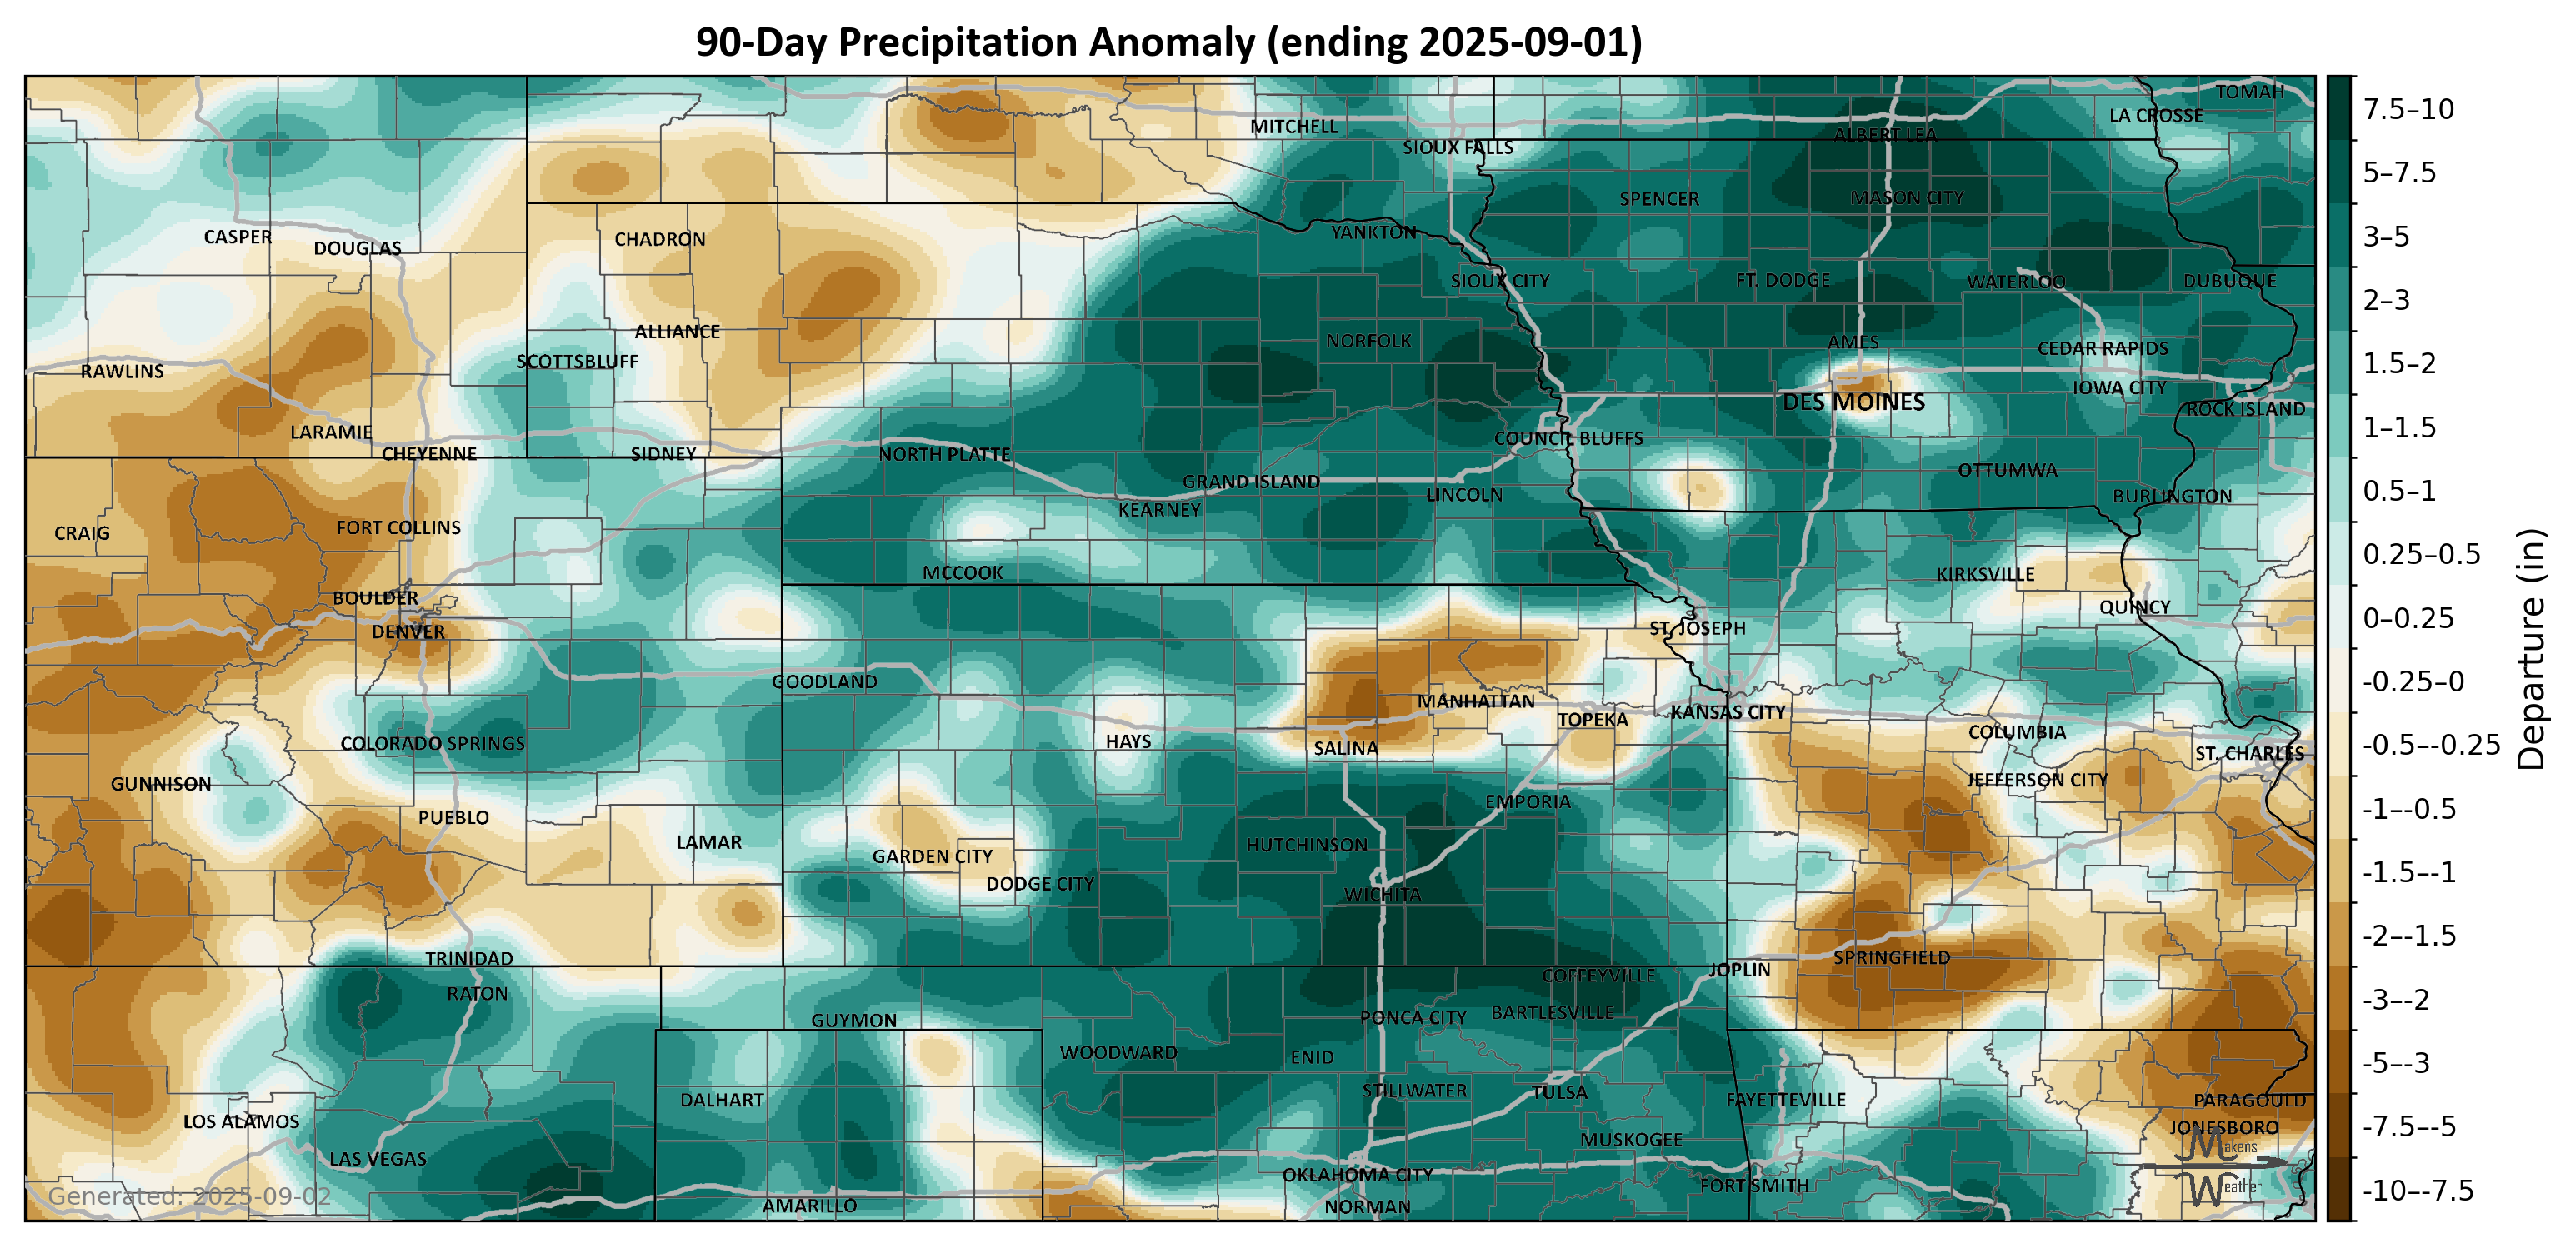 90-Day Precipitation Anomaly (ending 2025-09-01)
TOMAH
LA CROSSE
MITCHELL
ALBERT LEA
SIOUX FALLS
SPENCER
MASON CITY
YANKTON
CASPER
DOUGLAS
CHADRON
SIOUX CITY
FT. DODGE
WATERLOO
DUBUQUE
ALLIANCE
NORFOLK
AMES
CEDAR RAPIDS
SCOTTSBLUFF
RAWLINS
IOWA CITY
DES MOINES
ROCK ISLAND
LARAMIE
COUNCIL BLUFFS
CHEYENNE
SIDNEY
NORTH PLATTE
OTTUMWA
GRAND ISLAND
LINCOLN
BURLINGTON
KEARNEY
CRAIG
FORT COLLINS
MCCOOK
KIRKSVILLE
BOULDER
QUINCY
DENVER
ST. JOSEPH
GOODLAND
MANHATTAN
KANSAS CITY
TOPEKA
COLUMBIA
COLORADO SPRINGS
HAYS
SALINA
ST. CHARLES
GUNNISON
JEFFERSON CITY
EMPORIA
PUEBLO
LAMAR
HUTCHINSON
GARDEN CITY
DODGE CITY
WICHITA
TRINIDAD
SPRINGFIELD
JOPLIN
COFFEYVILLE
RATON
BARTLESVILLE
GUYMON
PONCA CITY
WOODWARD
ENID
STILLWATER
TULSA
DALHART
FAYETTEVILLE
PARAGOULD
LOS ALAMOS
JONESBORO
MUSKOGEE
LAS VEGAS
OKLAHOMA CITY
FORT SMITH
AMARILLO
NORMAN
Generated: 2025-09-02
Makens
Weather
7.5–10
5–7.5
3–5
2–3
1.5–2
1–1.5
0.5–1
0.25–0.5
0–0.25
-0.25–0
-0.5–-0.25
-1–-0.5
-1.5–-1
-2–-1.5
-3–-2
-5–-3
-7.5–-5
-10–-7.5
Departure (in)